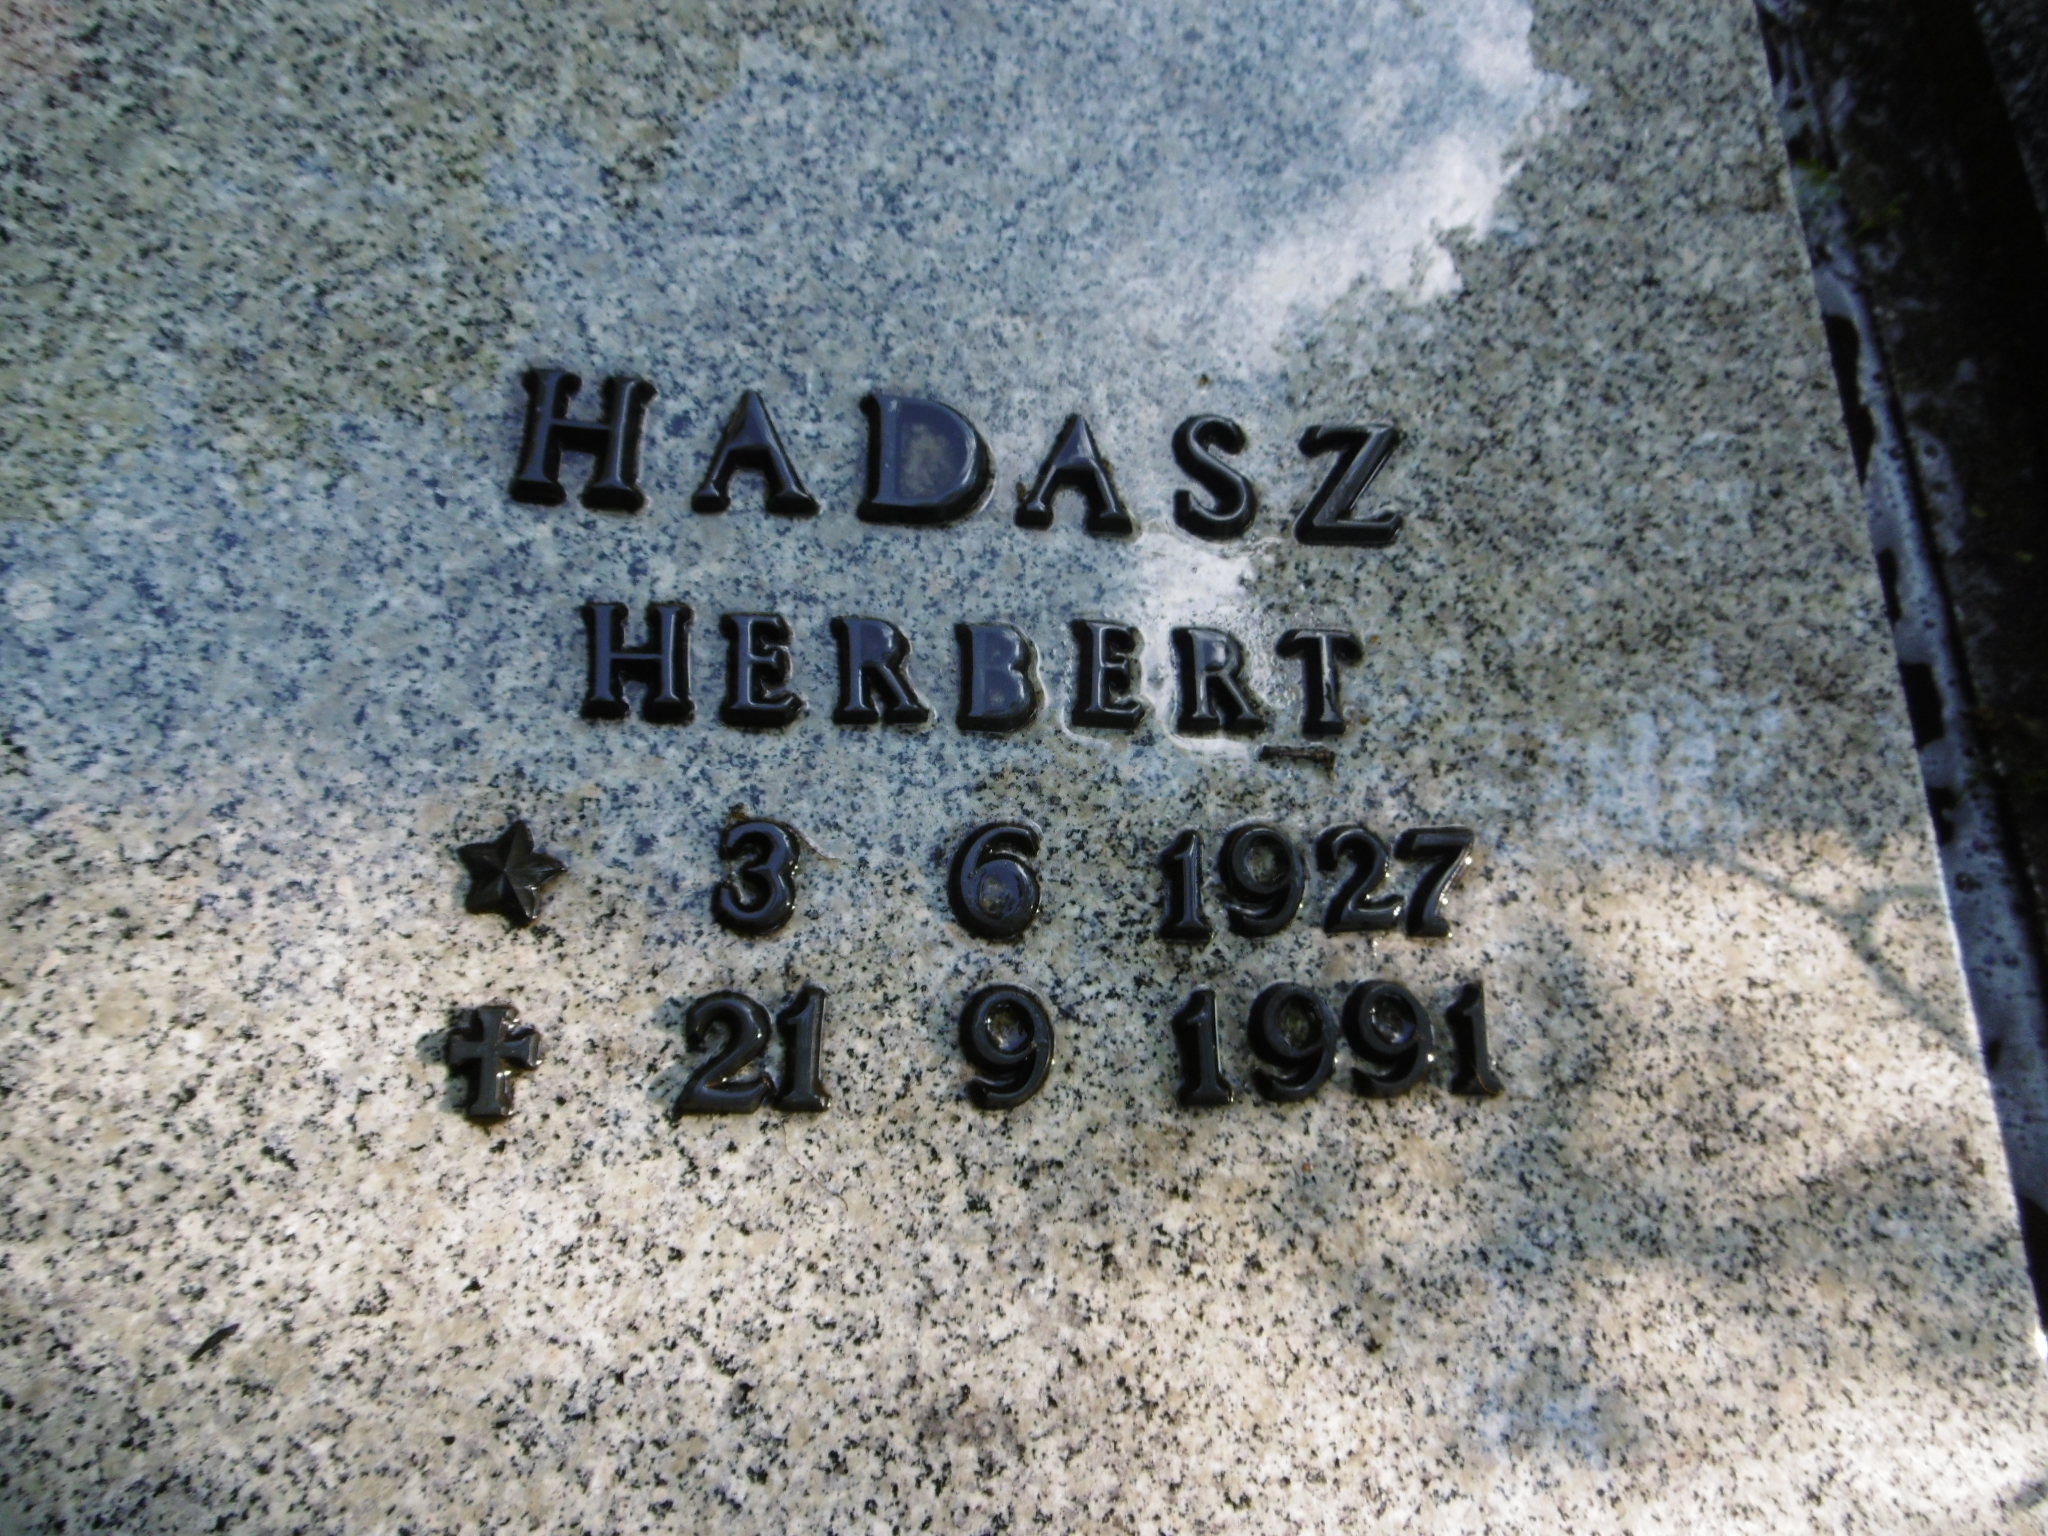 HADASZ
HERBERT
★ 3 6 1927
✝ 21 9 1991